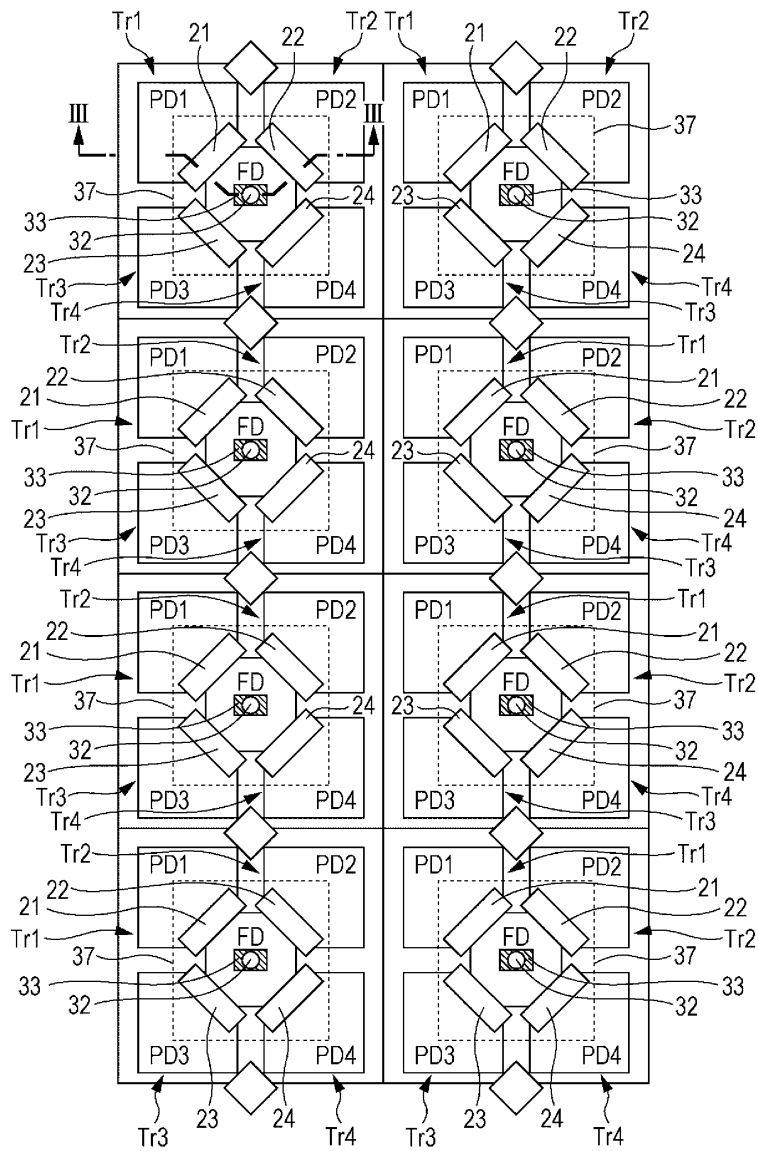 Tr1 21 22 Tr2 Tr1 21 22 Tr2
PD1 PD2 PD1 PD2
III III 37
FD FD
37 24 33
33 23 32
32 24
23
Tr3 PD3 PD4 PD3 PD4 Tr4
Tr4 Tr3
Tr2 PD1 PD2 PD1 Tr1 PD2
22 21
21 22
Tr1 FD FD Tr2
37 24 23 37
33 33
32 32
23 24
Tr3 PD3 PD4 PD3 PD4 Tr4
Tr4 Tr3
Tr2 PD1 PD2 PD1 Tr1 PD2
22 21
21 22
Tr1 FD FD Tr2
37 24 23 37
33 33
32 32
23 24
Tr3 PD3 PD4 PD3 PD4 Tr4
Tr4 Tr3
Tr2 PD1 PD2 PD1 Tr1 PD2
22 21
21 22
Tr1 FD FD Tr2
37 37
33 33
32 32
PD3 PD4 PD3 PD4
23 24 23 24
Tr3 Tr4 Tr3 Tr4